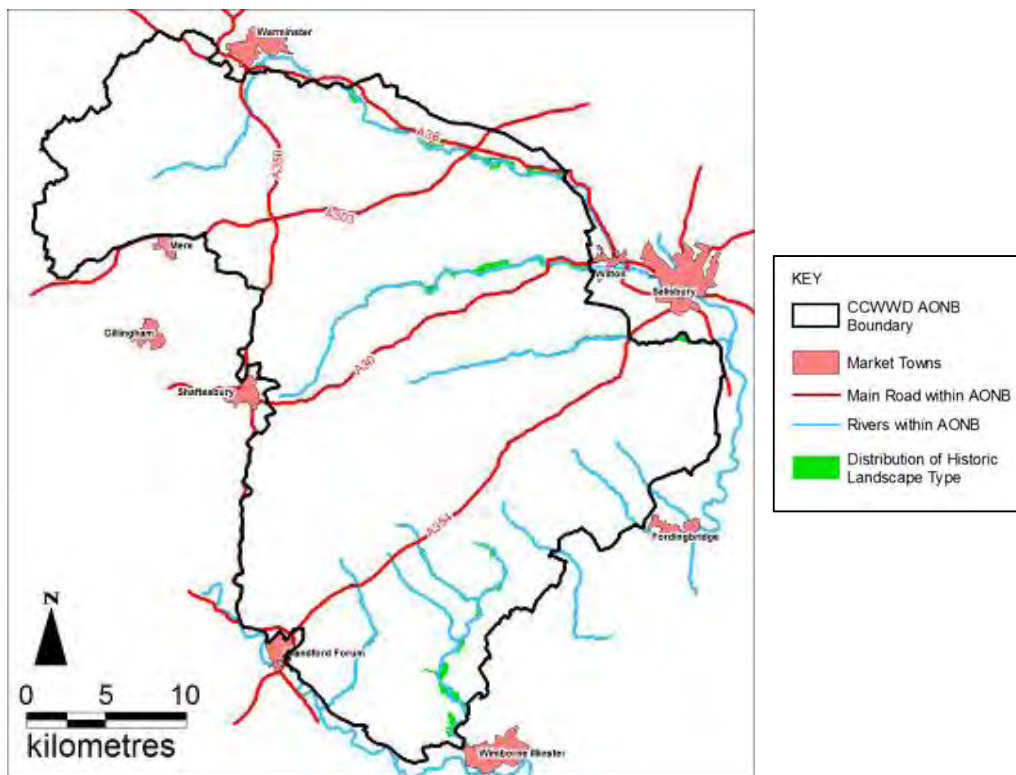 Warminster
A36
A350
A303
Mere
Wilton
Salisbury
Gillingham
A30
Shaftesbury
A354
Fordingbridge
N
landford Forum
Wimborne Minster
0 5 10
kilometres
KEY
CCWWD AONB
Boundary
Market Towns
Main Road within AONB
Rivers within AONB
Distribution of Historic
Landscape Type